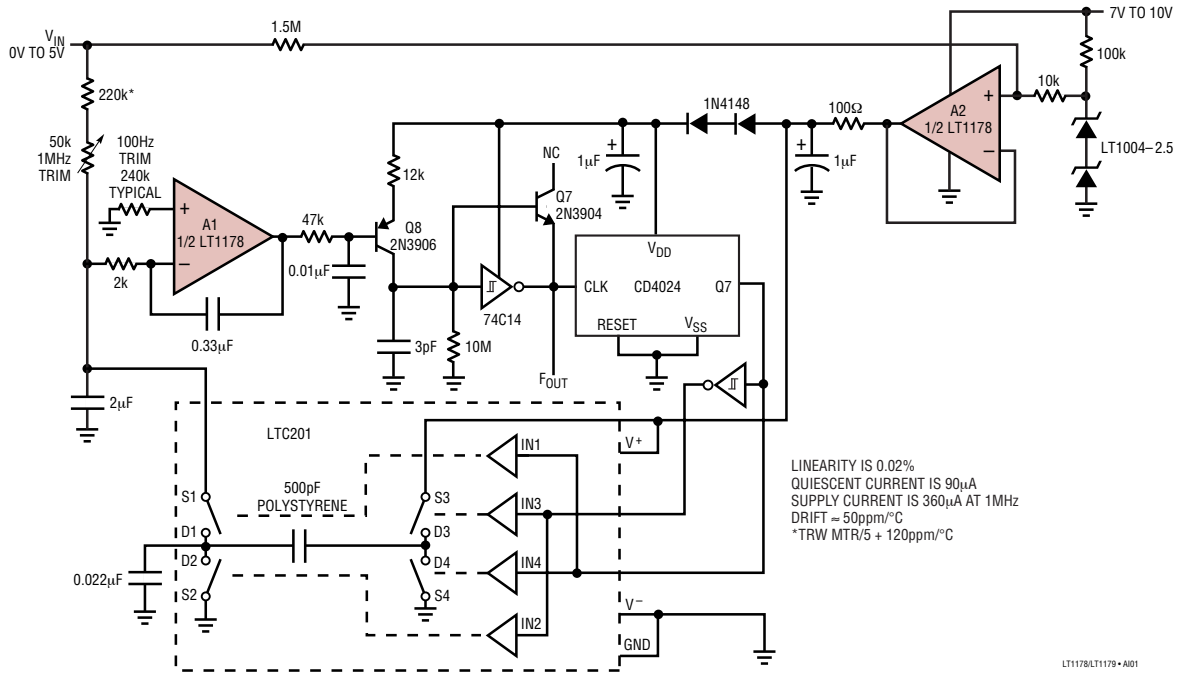 V_IN
0V TO 5V
1.5M
7V TO 10V
100k
220k*
10k
1N4148
100Ω
A2
1/2 LT1178
+
–
LT1004–2.5
50k
1MHz
TRIM
100Hz
TRIM
240k
TYPICAL
+
–
A1
1/2 LT1178
47k
12k
+
1µF
+
1µF
NC
Q7
2N3904
Q8
2N3906
0.01µF
2k
0.33µF
V_DD
CLK
CD4024
Q7
RESET
V_SS
74C14
3pF
10M
F_OUT
2µF
LTC201
V+
IN1
500pF
POLYSTYRENE
S1
S3
IN3
D1
D3
D2
D4
IN4
0.022µF
S2
S4
IN2
V–
GND
LINEARITY IS 0.02%
QUIESCENT CURRENT IS 90µA
SUPPLY CURRENT IS 360µA AT 1MHz
DRIFT ≈ 50ppm/°C
*TRW MTR/5 + 120ppm/°C
LT1178/LT1179 • AI01